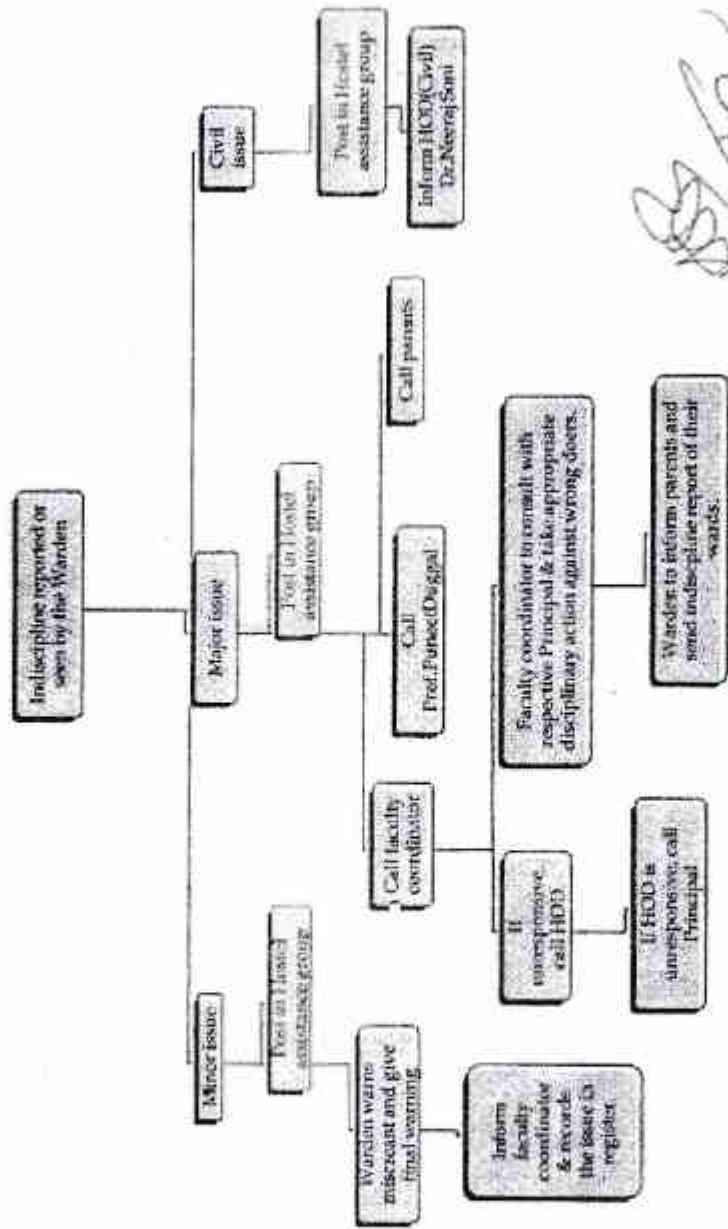 Indiscipline reported or
seen by the Warden
Minor issue
Post in Hostel
assistance group
Warden warns
miscreant and give
final warning
Inform
faculty
coordinator
& records
the issue in
register
Major issue
Post in Hostel
assistance group
Call faculty
coordinator
If
unresponsive,
call HOD
If HOD is
unresponsive, call
Principal
Faculty coordinator to consult with
respective Principal & take appropriate
disciplinary action against wrong doers.
Warden to inform parents and
send indiscipline report of their
wards.
Call
Prof.Puneet Duggal
Call parents
Civil
issue
Post in Hostel
assistance group
Inform HOD(Civil)
Dr.Neeraj Soni